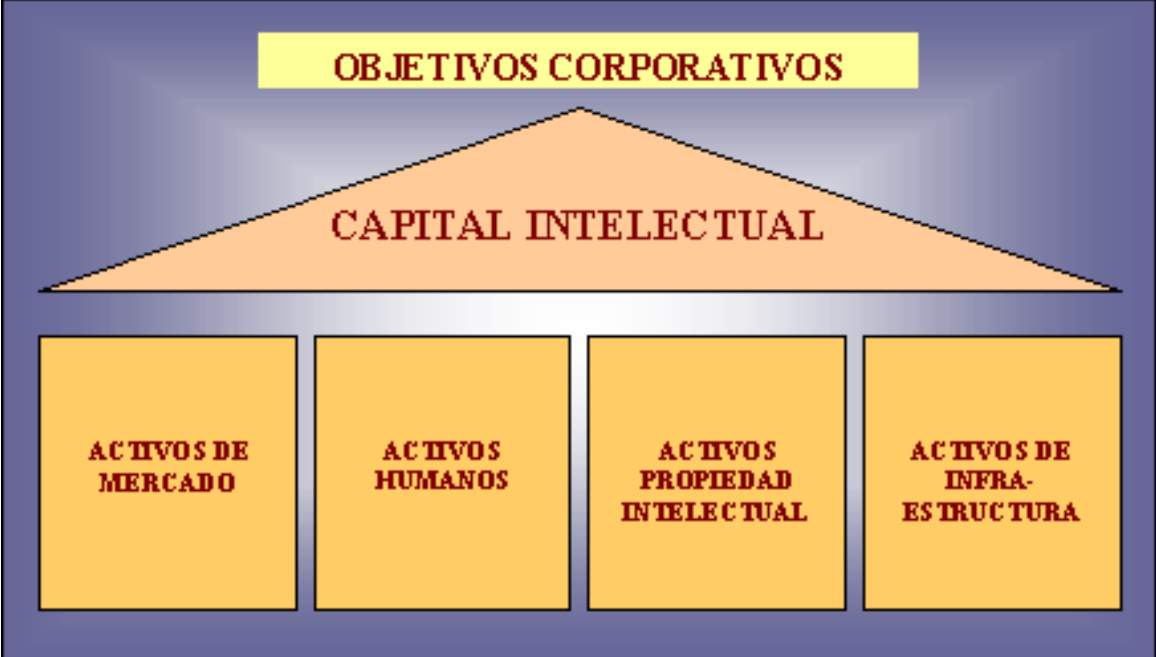 OBJETIVOS CORPORATIVOS
CAPITAL INTELECTUAL
ACTIVOS DE
MERCADO
ACTIVOS
HUMANOS
ACTIVOS
PROPIEDAD
INTELECTUAL
ACTIVOS DE
INFRA-
ESTRUCTURA